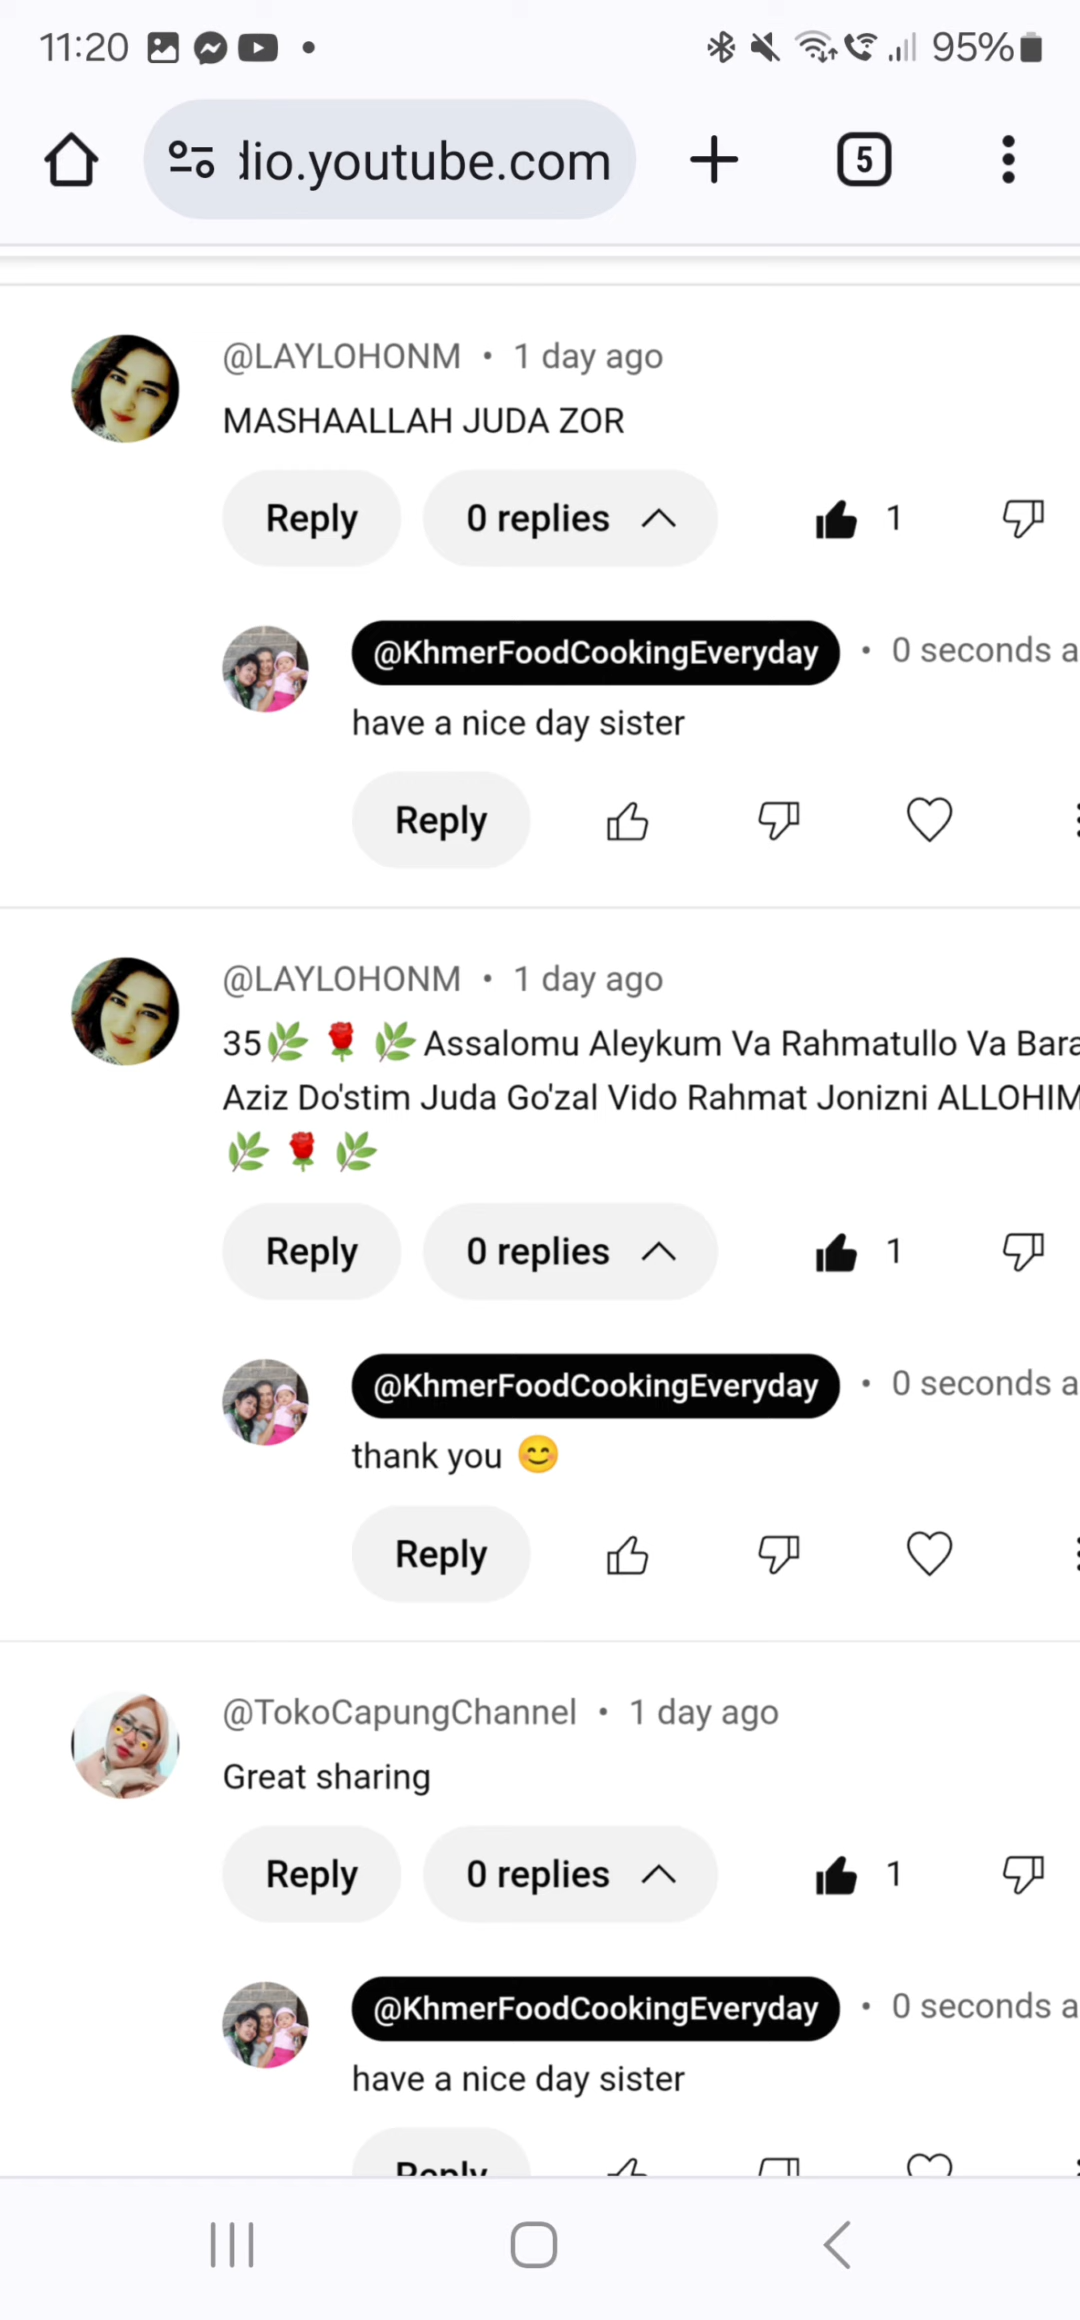 11:20
95%
dio.youtube.com
5
@LAYLOHONM • 1 day ago
MASHAALLAH JUDA ZOR
Reply
0 replies
1
@KhmerFoodCookingEveryday • 0 seconds a
have a nice day sister
Reply
@LAYLOHONM • 1 day ago
35🌿 🌹 🌿 Assalomu Aleykum Va Rahmatullo Va Bara
Aziz Do'stim Juda Go'zal Vido Rahmat Jonizni ALLOHIM
🌿 🌹 🌿
Reply
0 replies
1
@KhmerFoodCookingEveryday • 0 seconds a
thank you 😊
Reply
@TokoCapungChannel • 1 day ago
Great sharing
Reply
0 replies
1
@KhmerFoodCookingEveryday • 0 seconds a
have a nice day sister
Reply